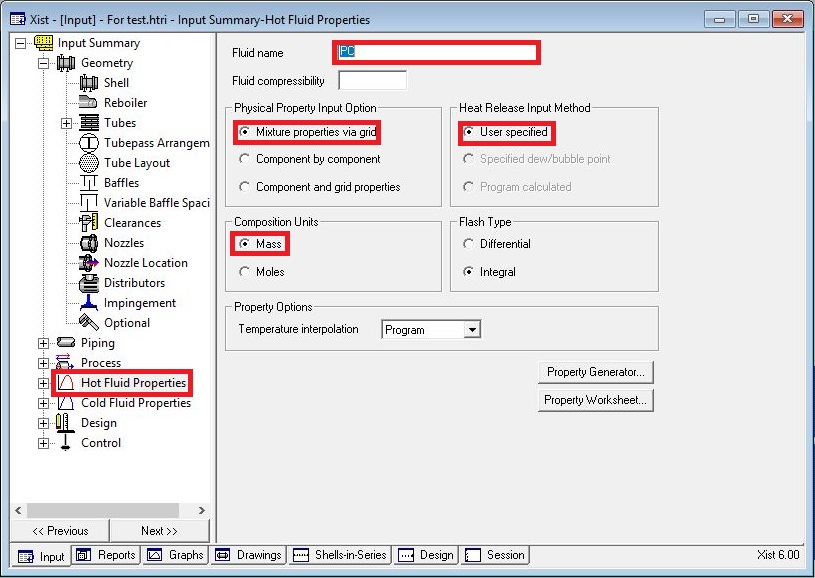 Xist - [Input] - For test.htri - Input Summary-Hot Fluid Properties
Input Summary
Geometry
Shell
Reboiler
Tubes
Tubepass Arrangem
Tube Layout
Baffles
Variable Baffle Spaci
Clearances
Nozzles
Nozzle Location
Distributors
Impingement
Optional
Piping
Process
Hot Fluid Properties
Cold Fluid Properties
Design
Control
<< Previous
Next >>
Fluid name
PC
Fluid compressibility
Physical Property Input Option
Mixture properties via grid
Component by component
Component and grid properties
Heat Release Input Method
User specified
Specified dew/bubble point
Program calculated
Composition Units
Mass
Moles
Flash Type
Differential
Integral
Property Options
Temperature interpolation
Program
Property Generator...
Property Worksheet...
Input
Reports
Graphs
Drawings
Shells-in-Series
Design
Session
Xist 6.00